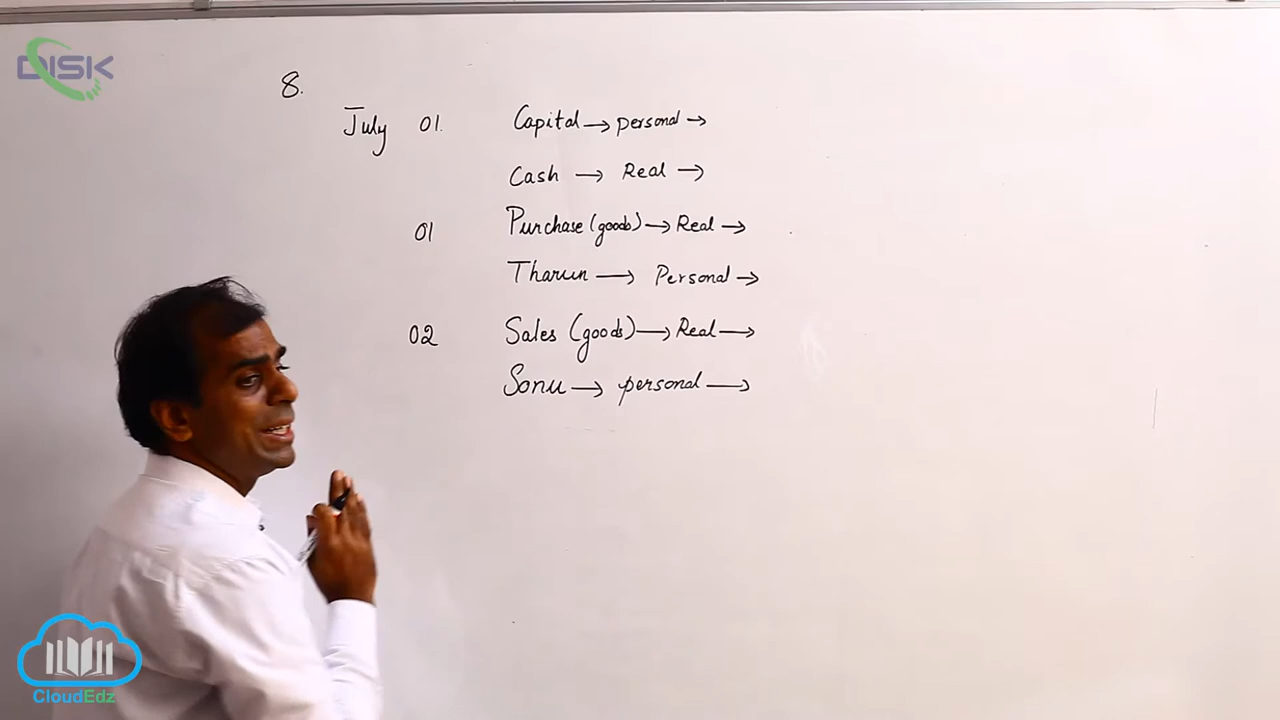 DISK
8.
July 01. Capital → personal →
Cash → Real →
01 Purchase (goods) → Real →
Tharun → Personal →
02 Sales (goods) → Real →
Sonu → personal →
CloudEdz